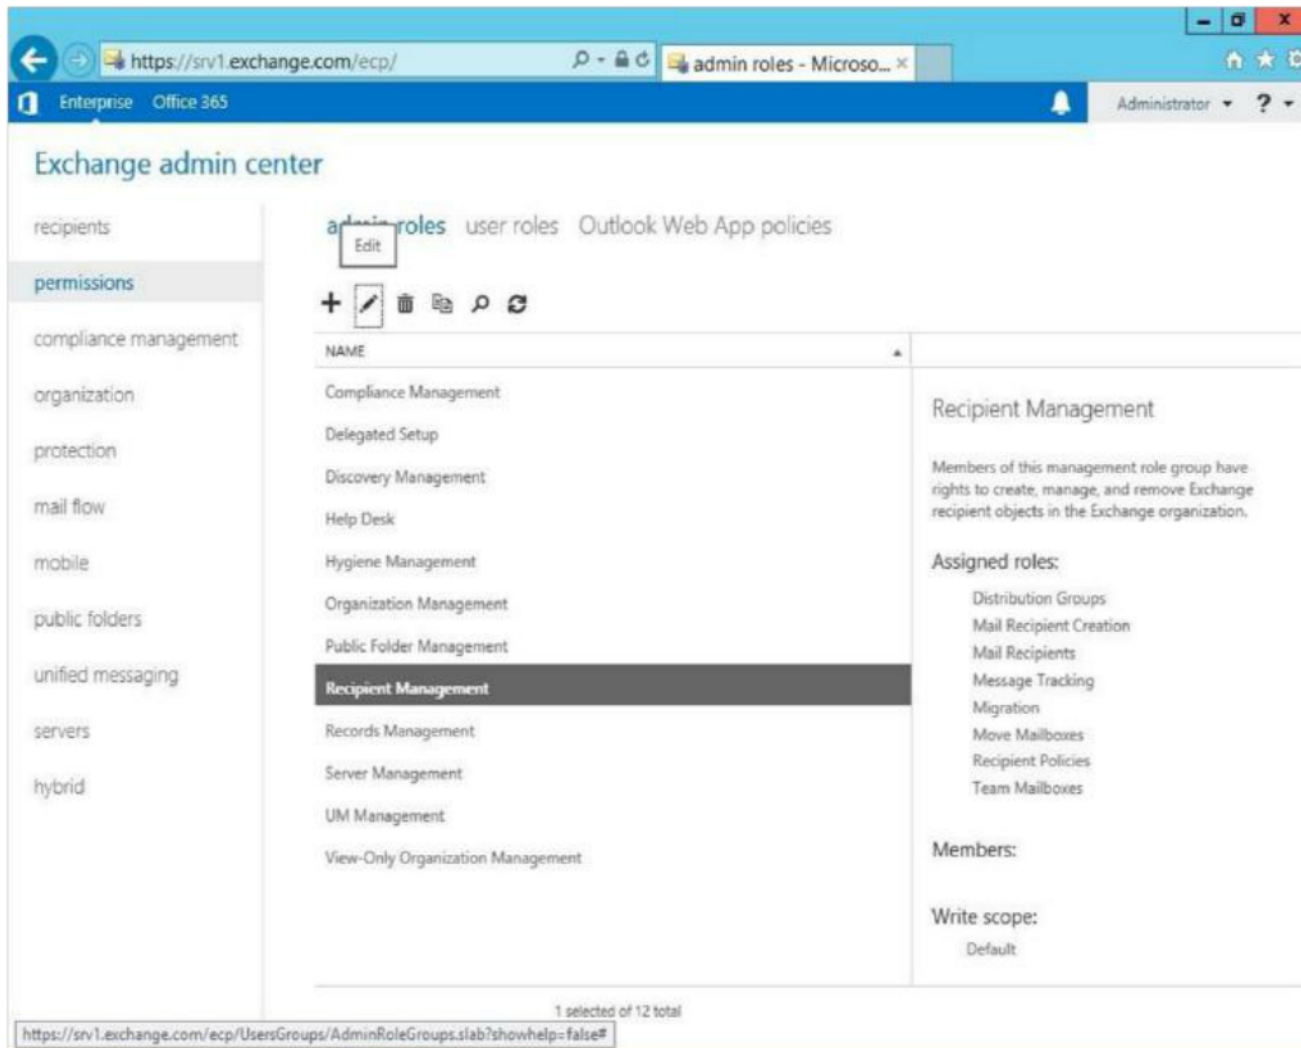 https://srv1.exchange.com/ecp/
admin roles - Microso...
Enterprise Office 365
Administrator ?
Exchange admin center
recipients
permissions
compliance management
organization
protection
mail flow
mobile
public folders
unified messaging
servers
hybrid
admin roles user roles Outlook Web App policies
Edit
NAME
Compliance Management
Delegated Setup
Discovery Management
Help Desk
Hygiene Management
Organization Management
Public Folder Management
Recipient Management
Records Management
Server Management
UM Management
View-Only Organization Management
Recipient Management
Members of this management role group have
rights to create, manage, and remove Exchange
recipient objects in the Exchange organization.
Assigned roles:
Distribution Groups
Mail Recipient Creation
Mail Recipients
Message Tracking
Migration
Move Mailboxes
Recipient Policies
Team Mailboxes
Members:
Write scope:
Default
1 selected of 12 total
https://srv1.exchange.com/ecp/UsersGroups/AdminRoleGroups.slab?showhelp=false#